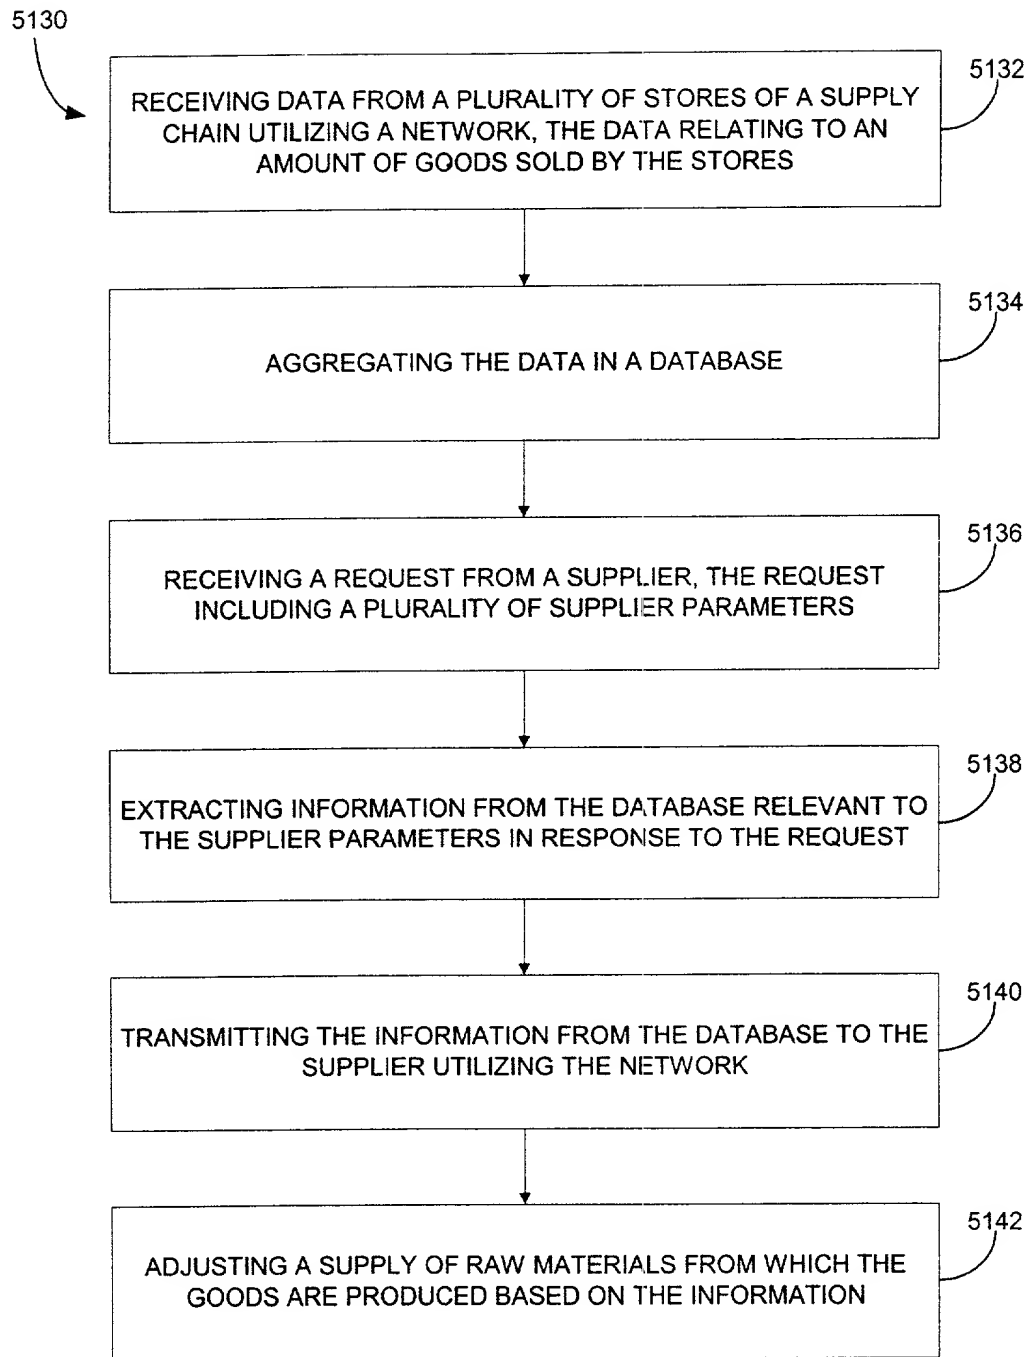 5130
5132
RECEIVING DATA FROM A PLURALITY OF STORES OF A SUPPLY
CHAIN UTILIZING A NETWORK, THE DATA RELATING TO AN
AMOUNT OF GOODS SOLD BY THE STORES
5134
AGGREGATING THE DATA IN A DATABASE
5136
RECEIVING A REQUEST FROM A SUPPLIER, THE REQUEST
INCLUDING A PLURALITY OF SUPPLIER PARAMETERS
5138
EXTRACTING INFORMATION FROM THE DATABASE RELEVANT TO
THE SUPPLIER PARAMETERS IN RESPONSE TO THE REQUEST
5140
TRANSMITTING THE INFORMATION FROM THE DATABASE TO THE
SUPPLIER UTILIZING THE NETWORK
5142
ADJUSTING A SUPPLY OF RAW MATERIALS FROM WHICH THE
GOODS ARE PRODUCED BASED ON THE INFORMATION